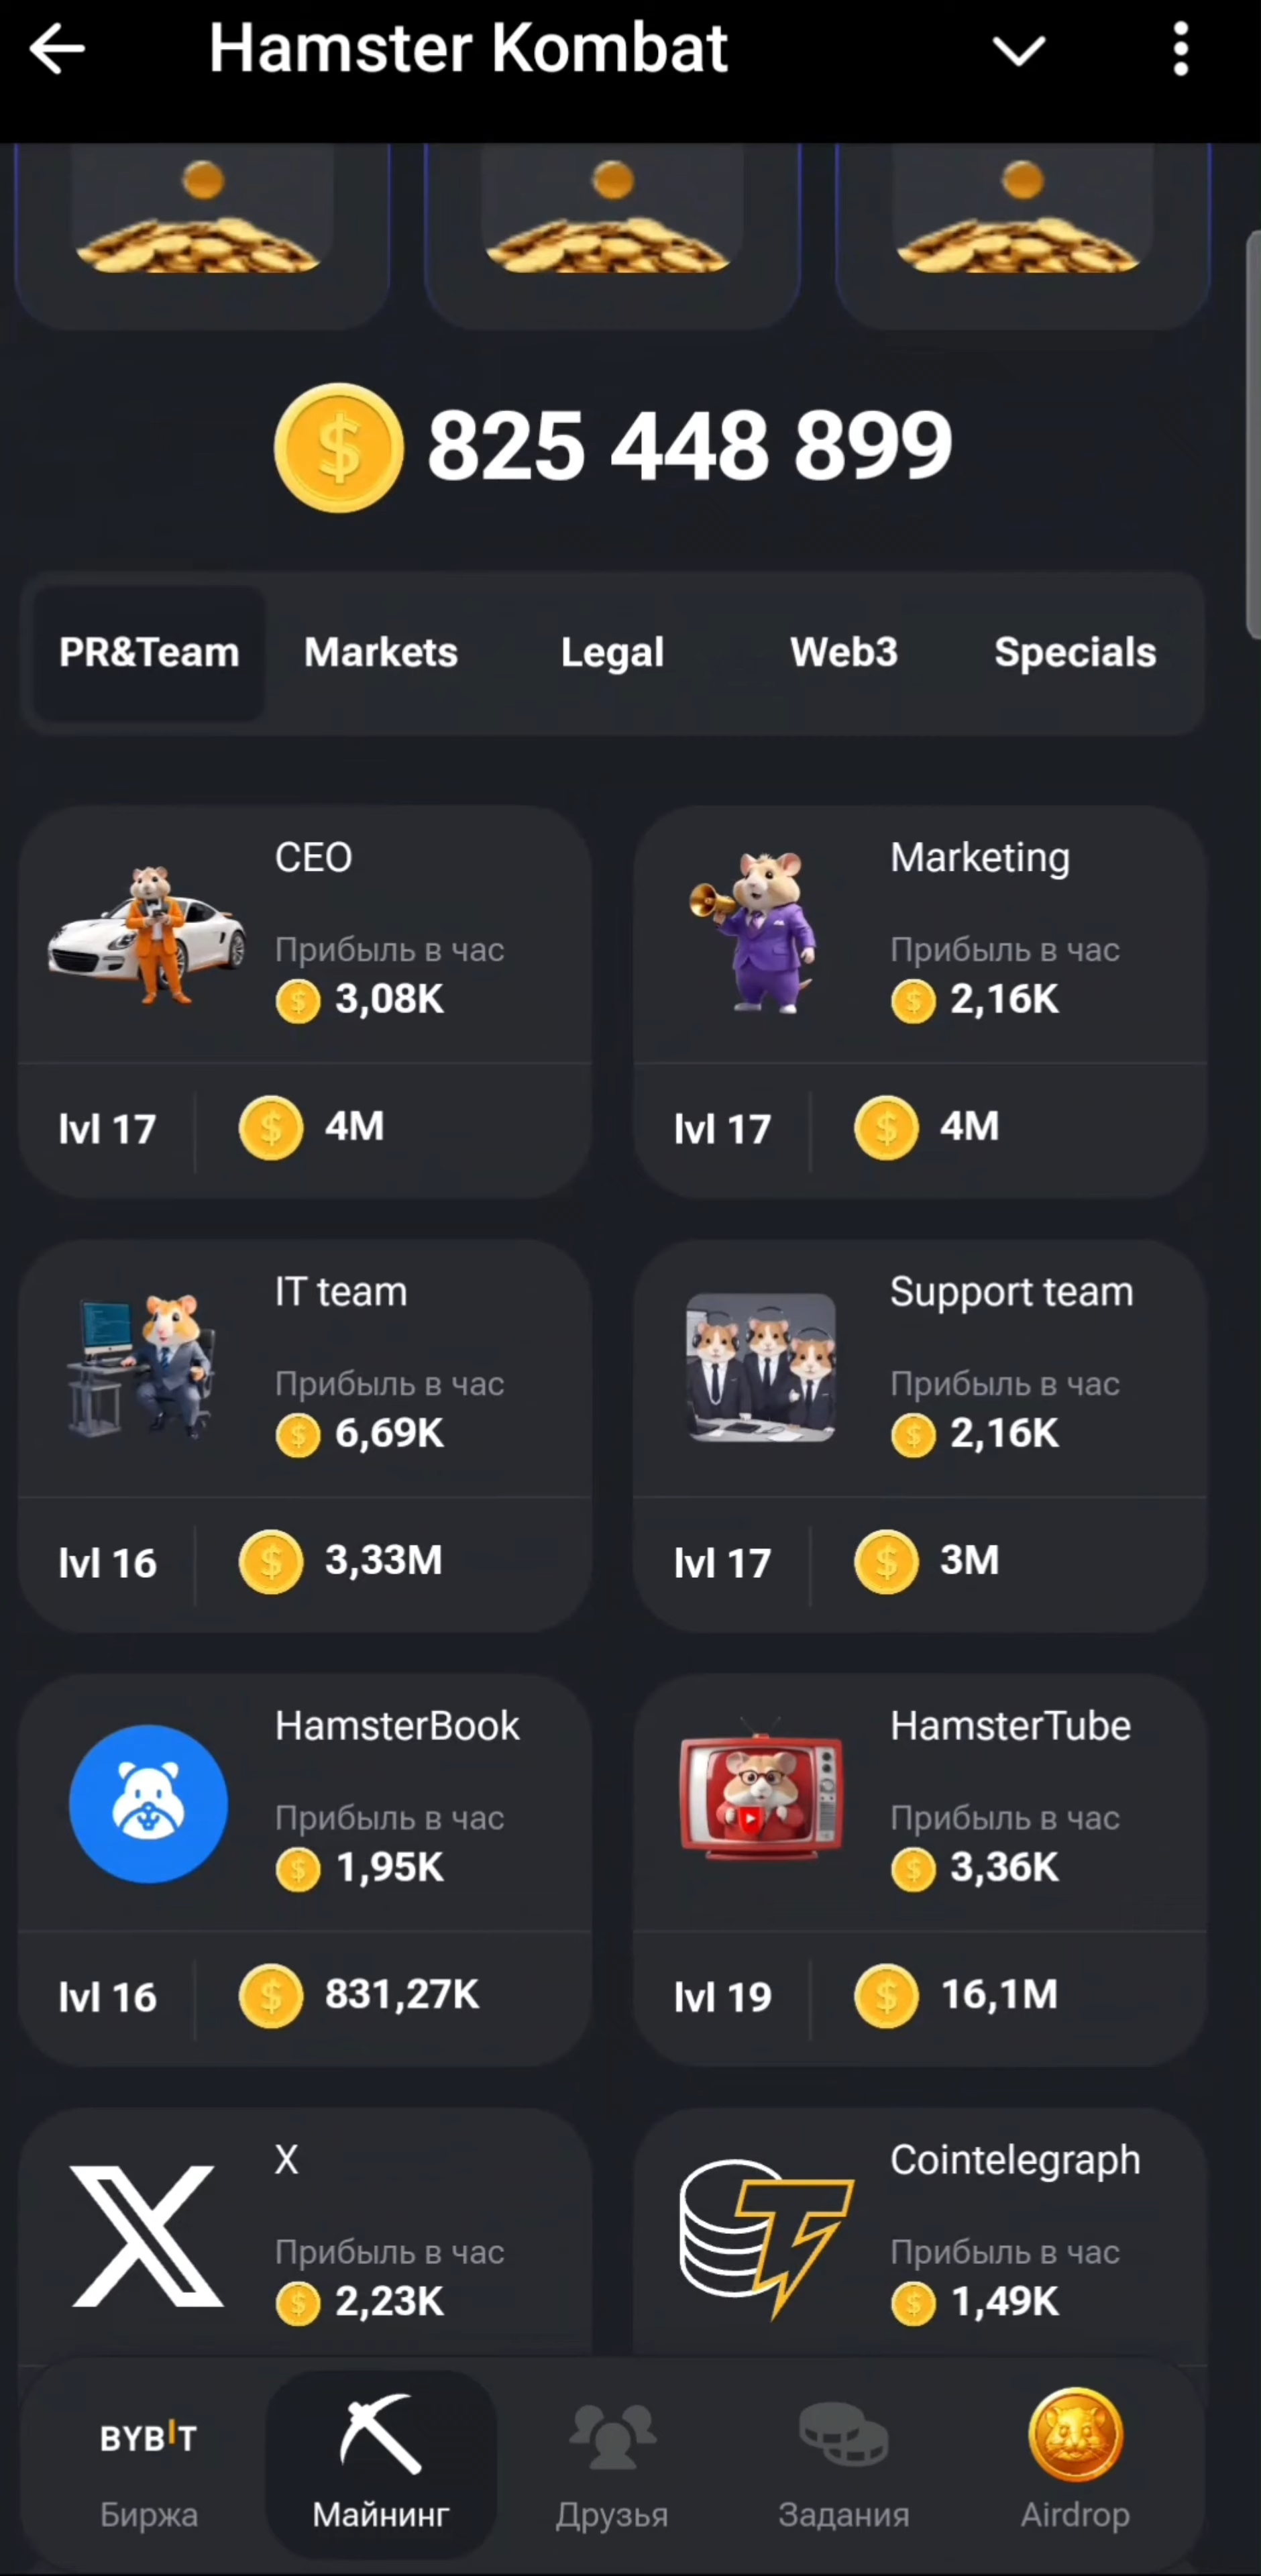 Hamster Kombat
825 448 899
PR&Team Markets Legal Web3 Specials
CEO
Прибыль в час
3,08K
lvl 17 4M
Marketing
Прибыль в час
2,16K
lvl 17 4M
IT team
Прибыль в час
6,69K
lvl 16 3,33M
Support team
Прибыль в час
2,16K
lvl 17 3M
HamsterBook
Прибыль в час
1,95K
lvl 16 831,27K
HamsterTube
Прибыль в час
3,36K
lvl 19 16,1M
X
Прибыль в час
2,23K
Cointelegraph
Прибыль в час
1,49K
BYBIT
Биржа Майнинг Друзья Задания Airdrop